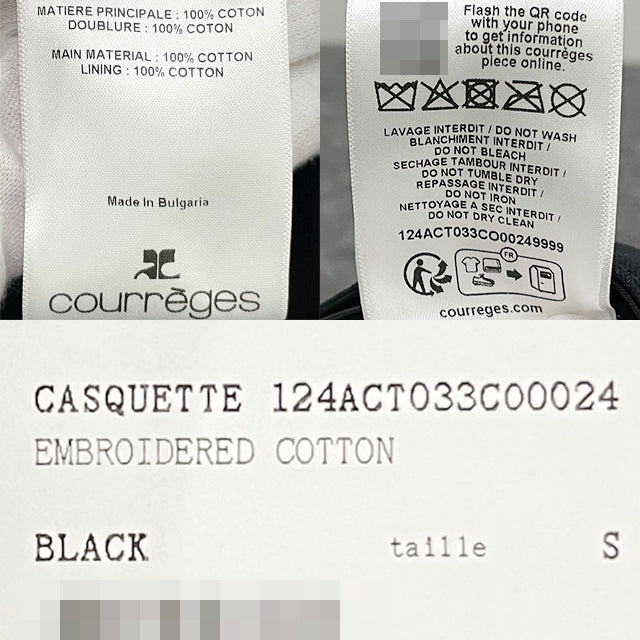 MATIERE PRINCIPALE : 100% COTON
DOUBLURE : 100% COTON
MAIN MATERIAL : 100% COTTON
LINING : 100% COTTON
Made In Bulgaria
courrèges
Flash the QR code
with your phone
to get information
about this courrèges
piece online.
LAVAGE INTERDIT / DO NOT WASH
BLANCHIMENT INTERDIT /
DO NOT BLEACH
SECHAGE TAMBOUR INTERDIT /
DO NOT TUMBLE DRY
REPASSAGE INTERDIT /
DO NOT IRON
NETTOYAGE A SEC INTERDIT /
DO NOT DRY CLEAN
124ACT033CO00249999
FR
courreges.com
CASQUETTE 124ACT033CO0024
EMBROIDERED COTTON
BLACK taille S